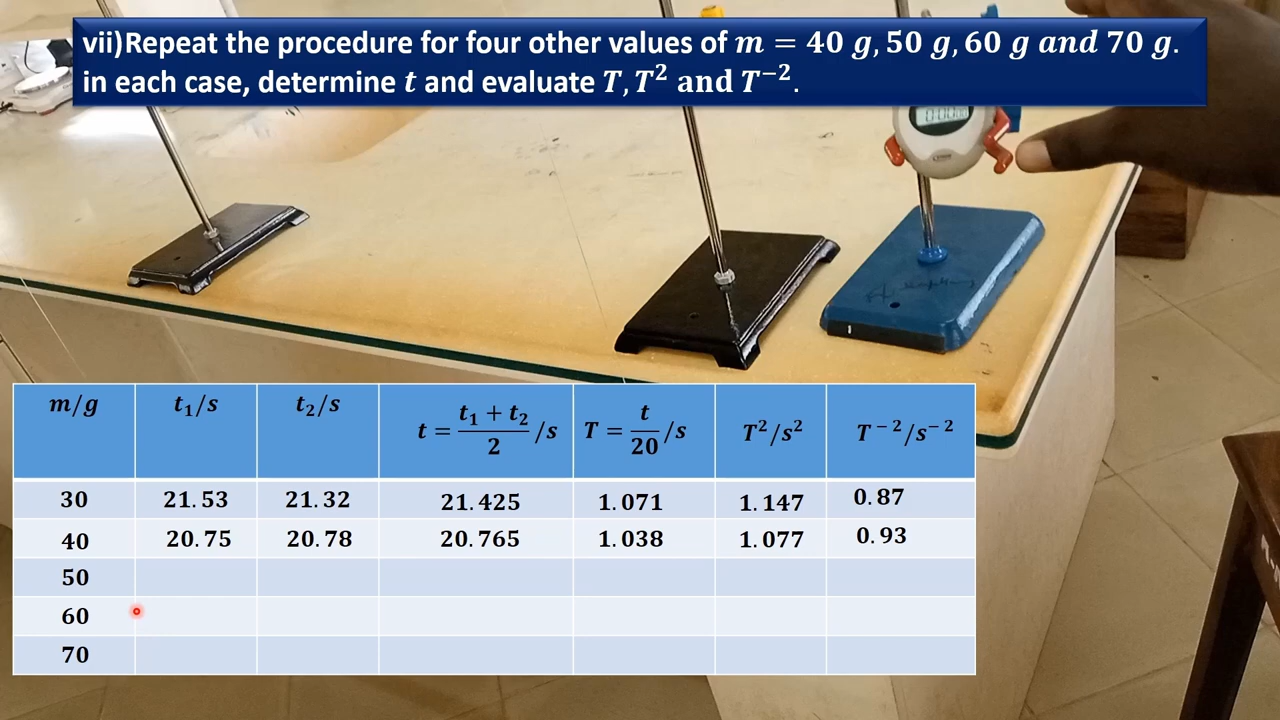 vii)Repeat the procedure for four other values of m = 40 g, 50 g, 60 g and 70 g.
in each case, determine t and evaluate T, T² and T⁻².
m/g t₁/s t₂/s t = (t₁ + t₂)/2 /s T = t/20 /s T²/s² T⁻²/s⁻²
30 21.53 21.32 21.425 1.071 1.147 0.87
40 20.75 20.78 20.765 1.038 1.077 0.93
50
60
70